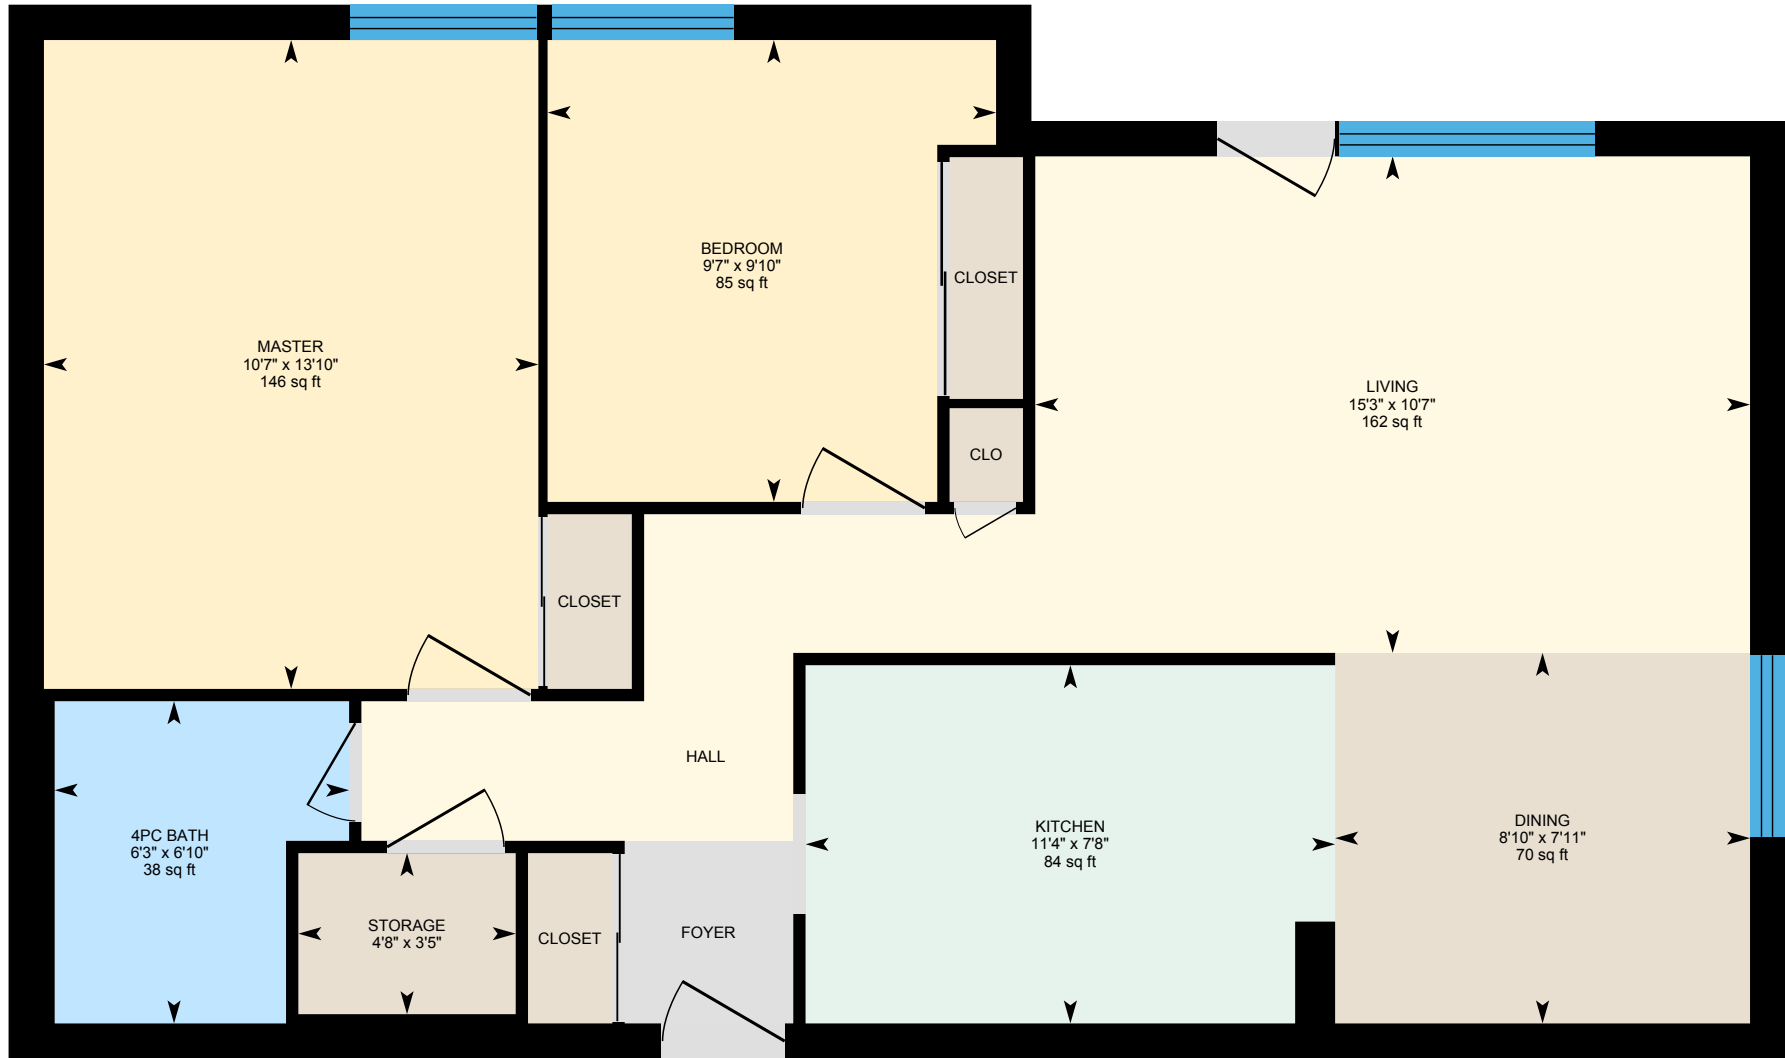 BEDROOM
9'7" x 9'10"
85 sq ft
CLOSET
MASTER
10'7" x 13'10"
146 sq ft
LIVING
15'3" x 10'7"
162 sq ft
CLO
CLOSET
HALL
4PC BATH
6'3" x 6'10"
38 sq ft
KITCHEN
11'4" x 7'8"
84 sq ft
DINING
8'10" x 7'11"
70 sq ft
STORAGE
4'8" x 3'5"
CLOSET
FOYER